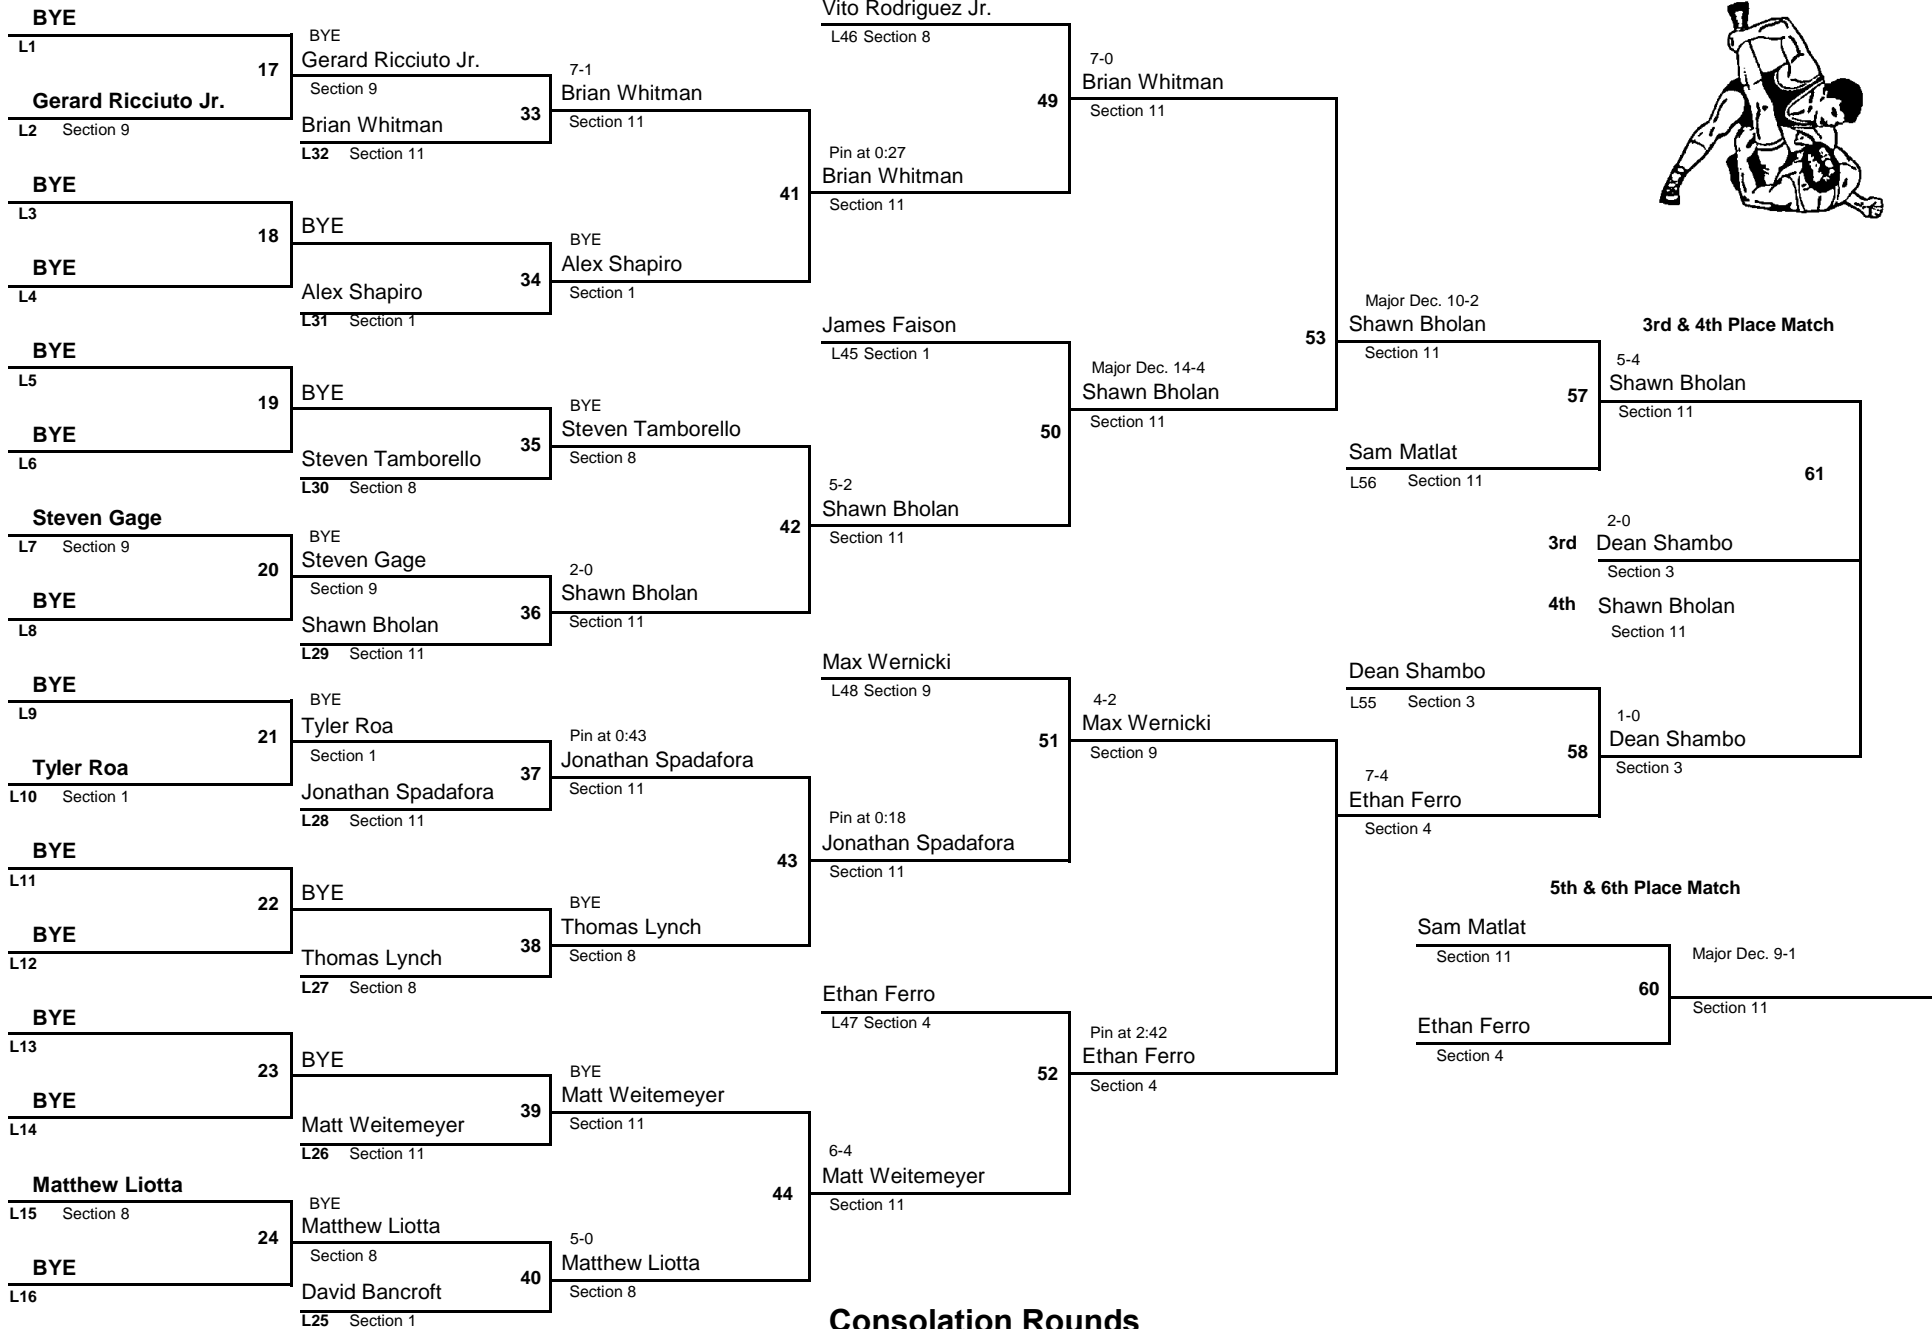 BYE
L1
17
Gerard Ricciuto Jr.
L2 Section 9
BYE
L3
18
BYE
L4
BYE
L5
19
BYE
L6
Steven Gage
L7 Section 9
20
BYE
L8
BYE
L9
21
Tyler Roa
L10 Section 1
BYE
L11
22
BYE
L12
BYE
L13
23
BYE
L14
Matthew Liotta
L15 Section 8
24
BYE
L16
BYE
Gerard Ricciuto Jr.
Section 9
33
Brian Whitman
L32 Section 11
BYE
34
Alex Shapiro
L31 Section 1
BYE
35
Steven Tamborello
L30 Section 8
BYE
Steven Gage
Section 9
36
Shawn Bholan
L29 Section 11
BYE
Tyler Roa
Section 1
37
Jonathan Spadafora
L28 Section 11
BYE
38
Thomas Lynch
L27 Section 8
BYE
39
Matt Weitemeyer
L26 Section 11
BYE
Matthew Liotta
Section 8
40
David Bancroft
L25 Section 1
7-1
Brian Whitman
Section 11
41
BYE
Alex Shapiro
Section 1
BYE
Steven Tamborello
Section 8
42
2-0
Shawn Bholan
Section 11
Pin at 0:43
Jonathan Spadafora
Section 11
43
BYE
Thomas Lynch
Section 8
BYE
Matt Weitemeyer
Section 11
44
5-0
Matthew Liotta
Section 8
Vito Rodriguez Jr.
L46 Section 8
49
Pin at 0:27
Brian Whitman
Section 11
James Faison
L45 Section 1
50
5-2
Shawn Bholan
Section 11
Max Wernicki
L48 Section 9
51
Pin at 0:18
Jonathan Spadafora
Section 11
Ethan Ferro
L47 Section 4
52
6-4
Matt Weitemeyer
Section 11
7-0
Brian Whitman
Section 11
53
Major Dec. 14-4
Shawn Bholan
Section 11
4-2
Max Wernicki
Section 9
Pin at 2:42
Ethan Ferro
Section 4
Major Dec. 10-2
Shawn Bholan
Section 11
57
Sam Matlat
L56 Section 11
Dean Shambo
L55 Section 3
58
7-4
Ethan Ferro
Section 4
3rd & 4th Place Match
5-4
Shawn Bholan
Section 11
61
2-0
3rd Dean Shambo
Section 3
4th Shawn Bholan
Section 11
1-0
Dean Shambo
Section 3
5th & 6th Place Match
Sam Matlat
Section 11
60
Ethan Ferro
Section 4
Major Dec. 9-1
Section 11
Consolation Rounds